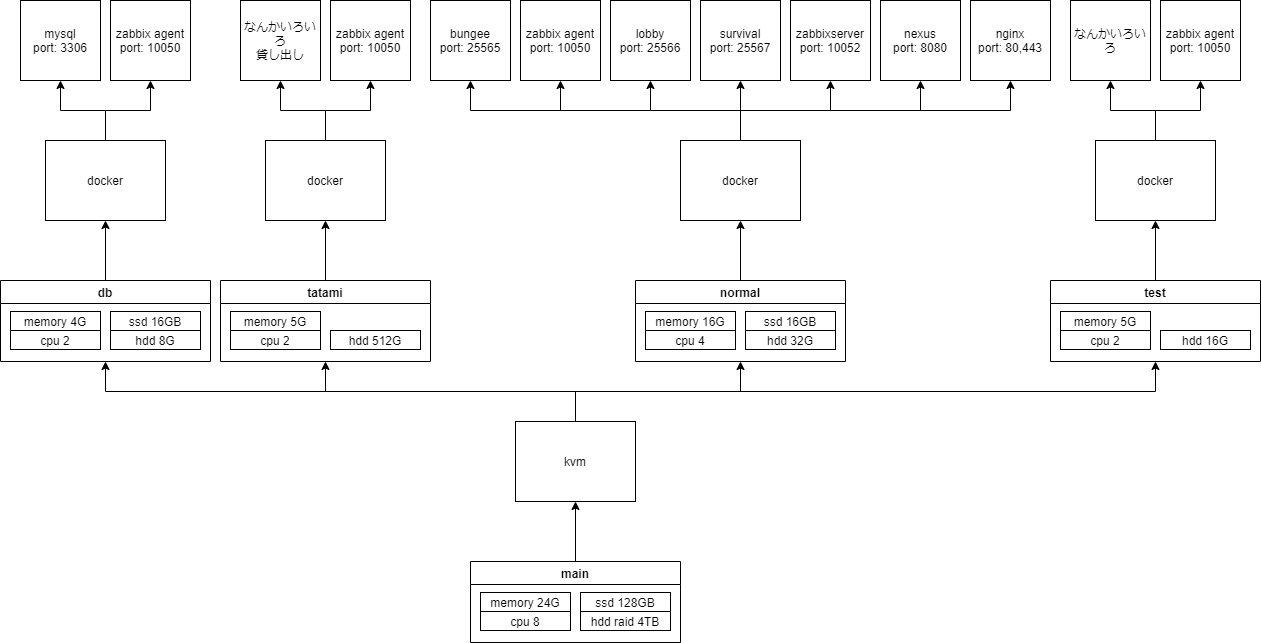 mysql
port: 3306
zabbix agent
port: 10050
なんかいろい
ろ
貸し出し
zabbix agent
port: 10050
bungee
port: 25565
zabbix agent
port: 10050
lobby
port: 25566
survival
port: 25567
zabbixserver
port: 10052
nexus
port: 8080
nginx
port: 80,443
なんかいろい
ろ
zabbix agent
port: 10050
docker
docker
docker
docker
db
memory 4G
cpu 2
ssd 16GB
hdd 8G
tatami
memory 5G
cpu 2
hdd 512G
normal
memory 16G
cpu 4
ssd 16GB
hdd 32G
test
memory 5G
cpu 2
hdd 16G
kvm
main
memory 24G
cpu 8
ssd 128GB
hdd raid 4TB